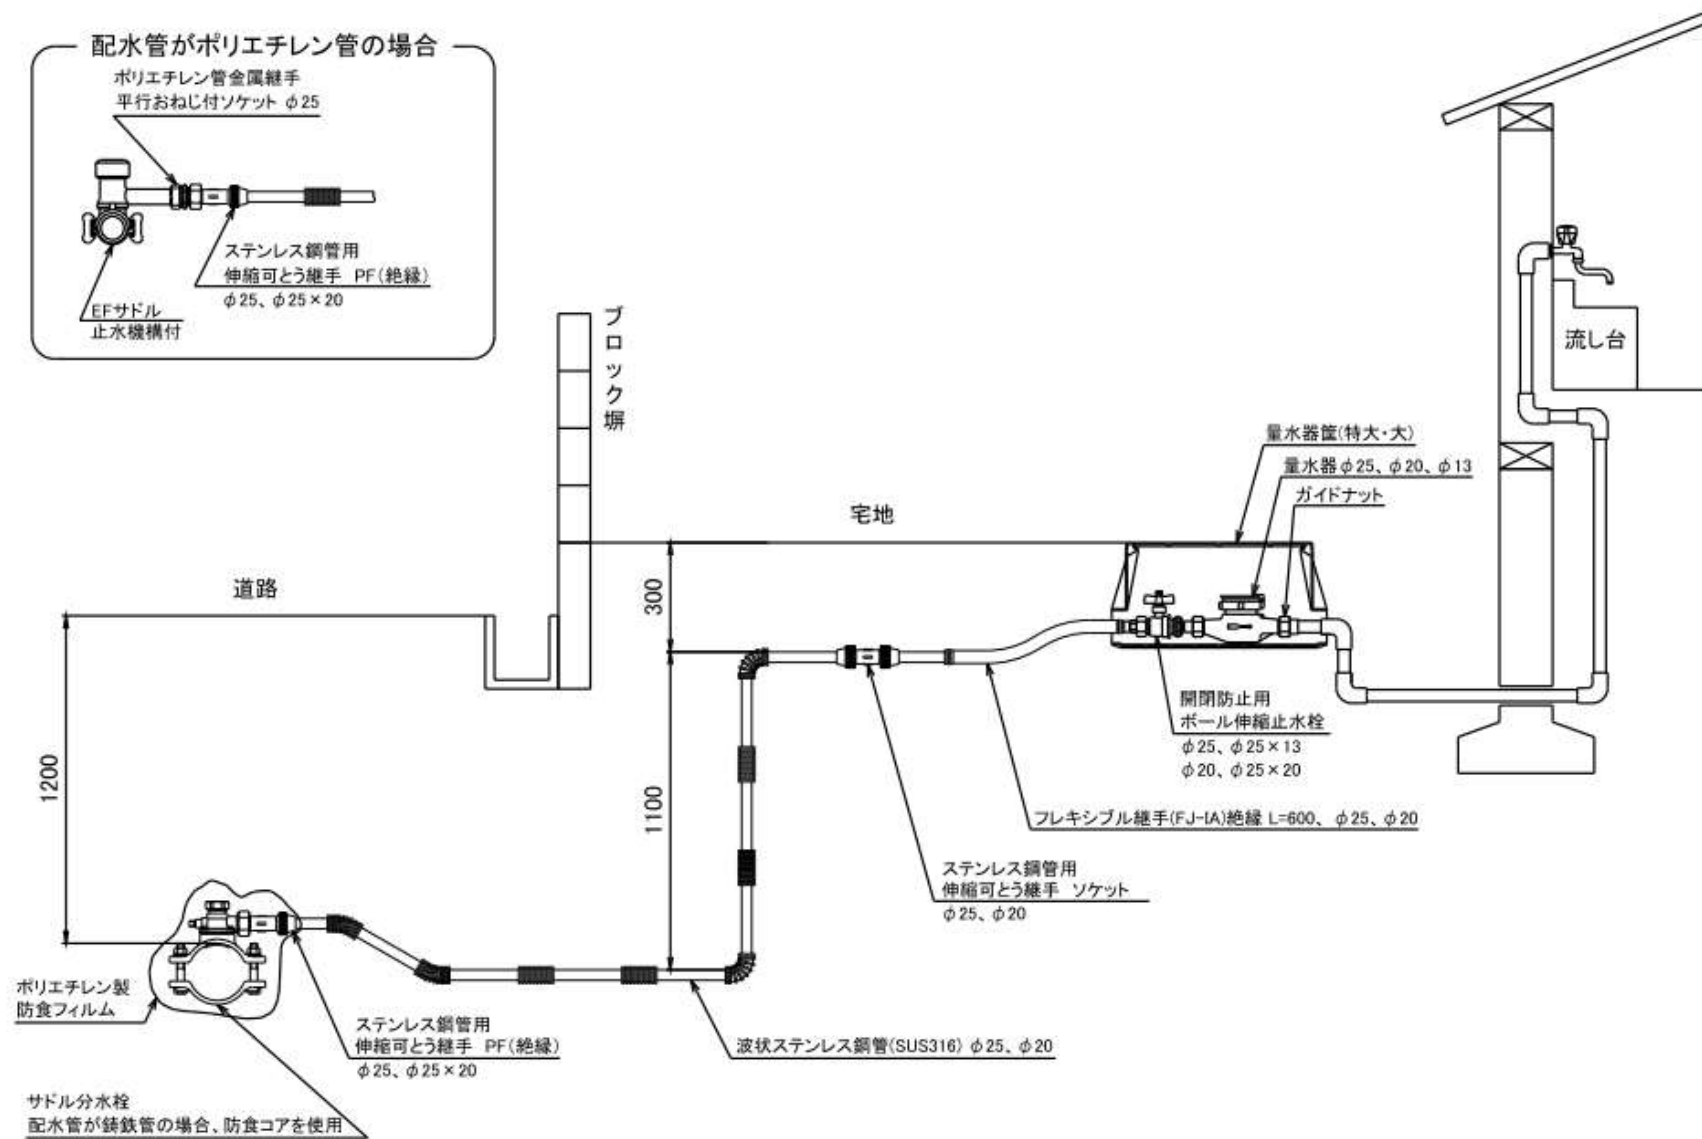 配水管がポリエチレン管の場合
ポリエチレン管金属継手
平行おねじ付ソケット φ25
ステンレス鋼管用
伸縮可とう継手 PF(絶縁)
φ25、φ25×20
EFサドル
止水機構付
ブロック塀
流し台
量水器筐(特大・大)
量水器φ25、φ20、φ13
ガイドナット
宅地
道路
300
1200
1100
開閉防止用
ボール伸縮止水栓
φ25、φ25×13
φ20、φ25×20
フレキシブル継手(FJ-IA)絶縁 L=600、φ25、φ20
ステンレス鋼管用
伸縮可とう継手 ソケット
φ25、φ20
ポリエチレン製
防食フィルム
ステンレス鋼管用
伸縮可とう継手 PF(絶縁)
φ25、φ25×20
波状ステンレス鋼管(SUS316) φ25、φ20
サドル分水栓
配水管が鋳鉄管の場合、防食コアを使用